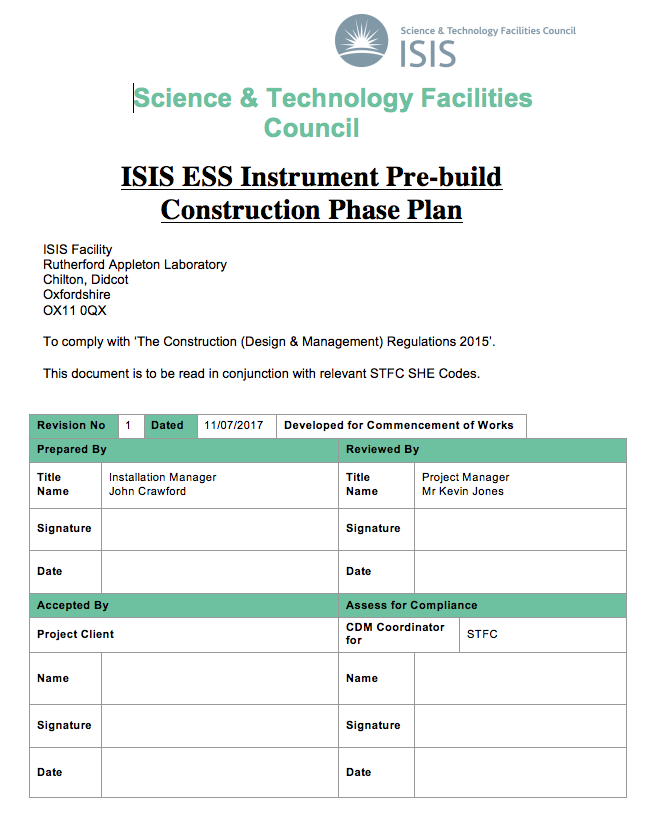 Science & Technology Facilities Council
ISIS
Science & Technology Facilities
Council
ISIS ESS Instrument Pre-build
Construction Phase Plan
ISIS Facility
Rutherford Appleton Laboratory
Chilton, Didcot
Oxfordshire
OX11 0QX
To comply with ‘The Construction (Design & Management) Regulations 2015’.
This document is to be read in conjunction with relevant STFC SHE Codes.
Revision No 1 Dated 11/07/2017 Developed for Commencement of Works
Prepared By Reviewed By
Title Installation Manager Title Project Manager
Name John Crawford Name Mr Kevin Jones
Signature Signature
Date Date
Accepted By Assess for Compliance
Project Client CDM Coordinator for STFC
Name Name
Signature Signature
Date Date